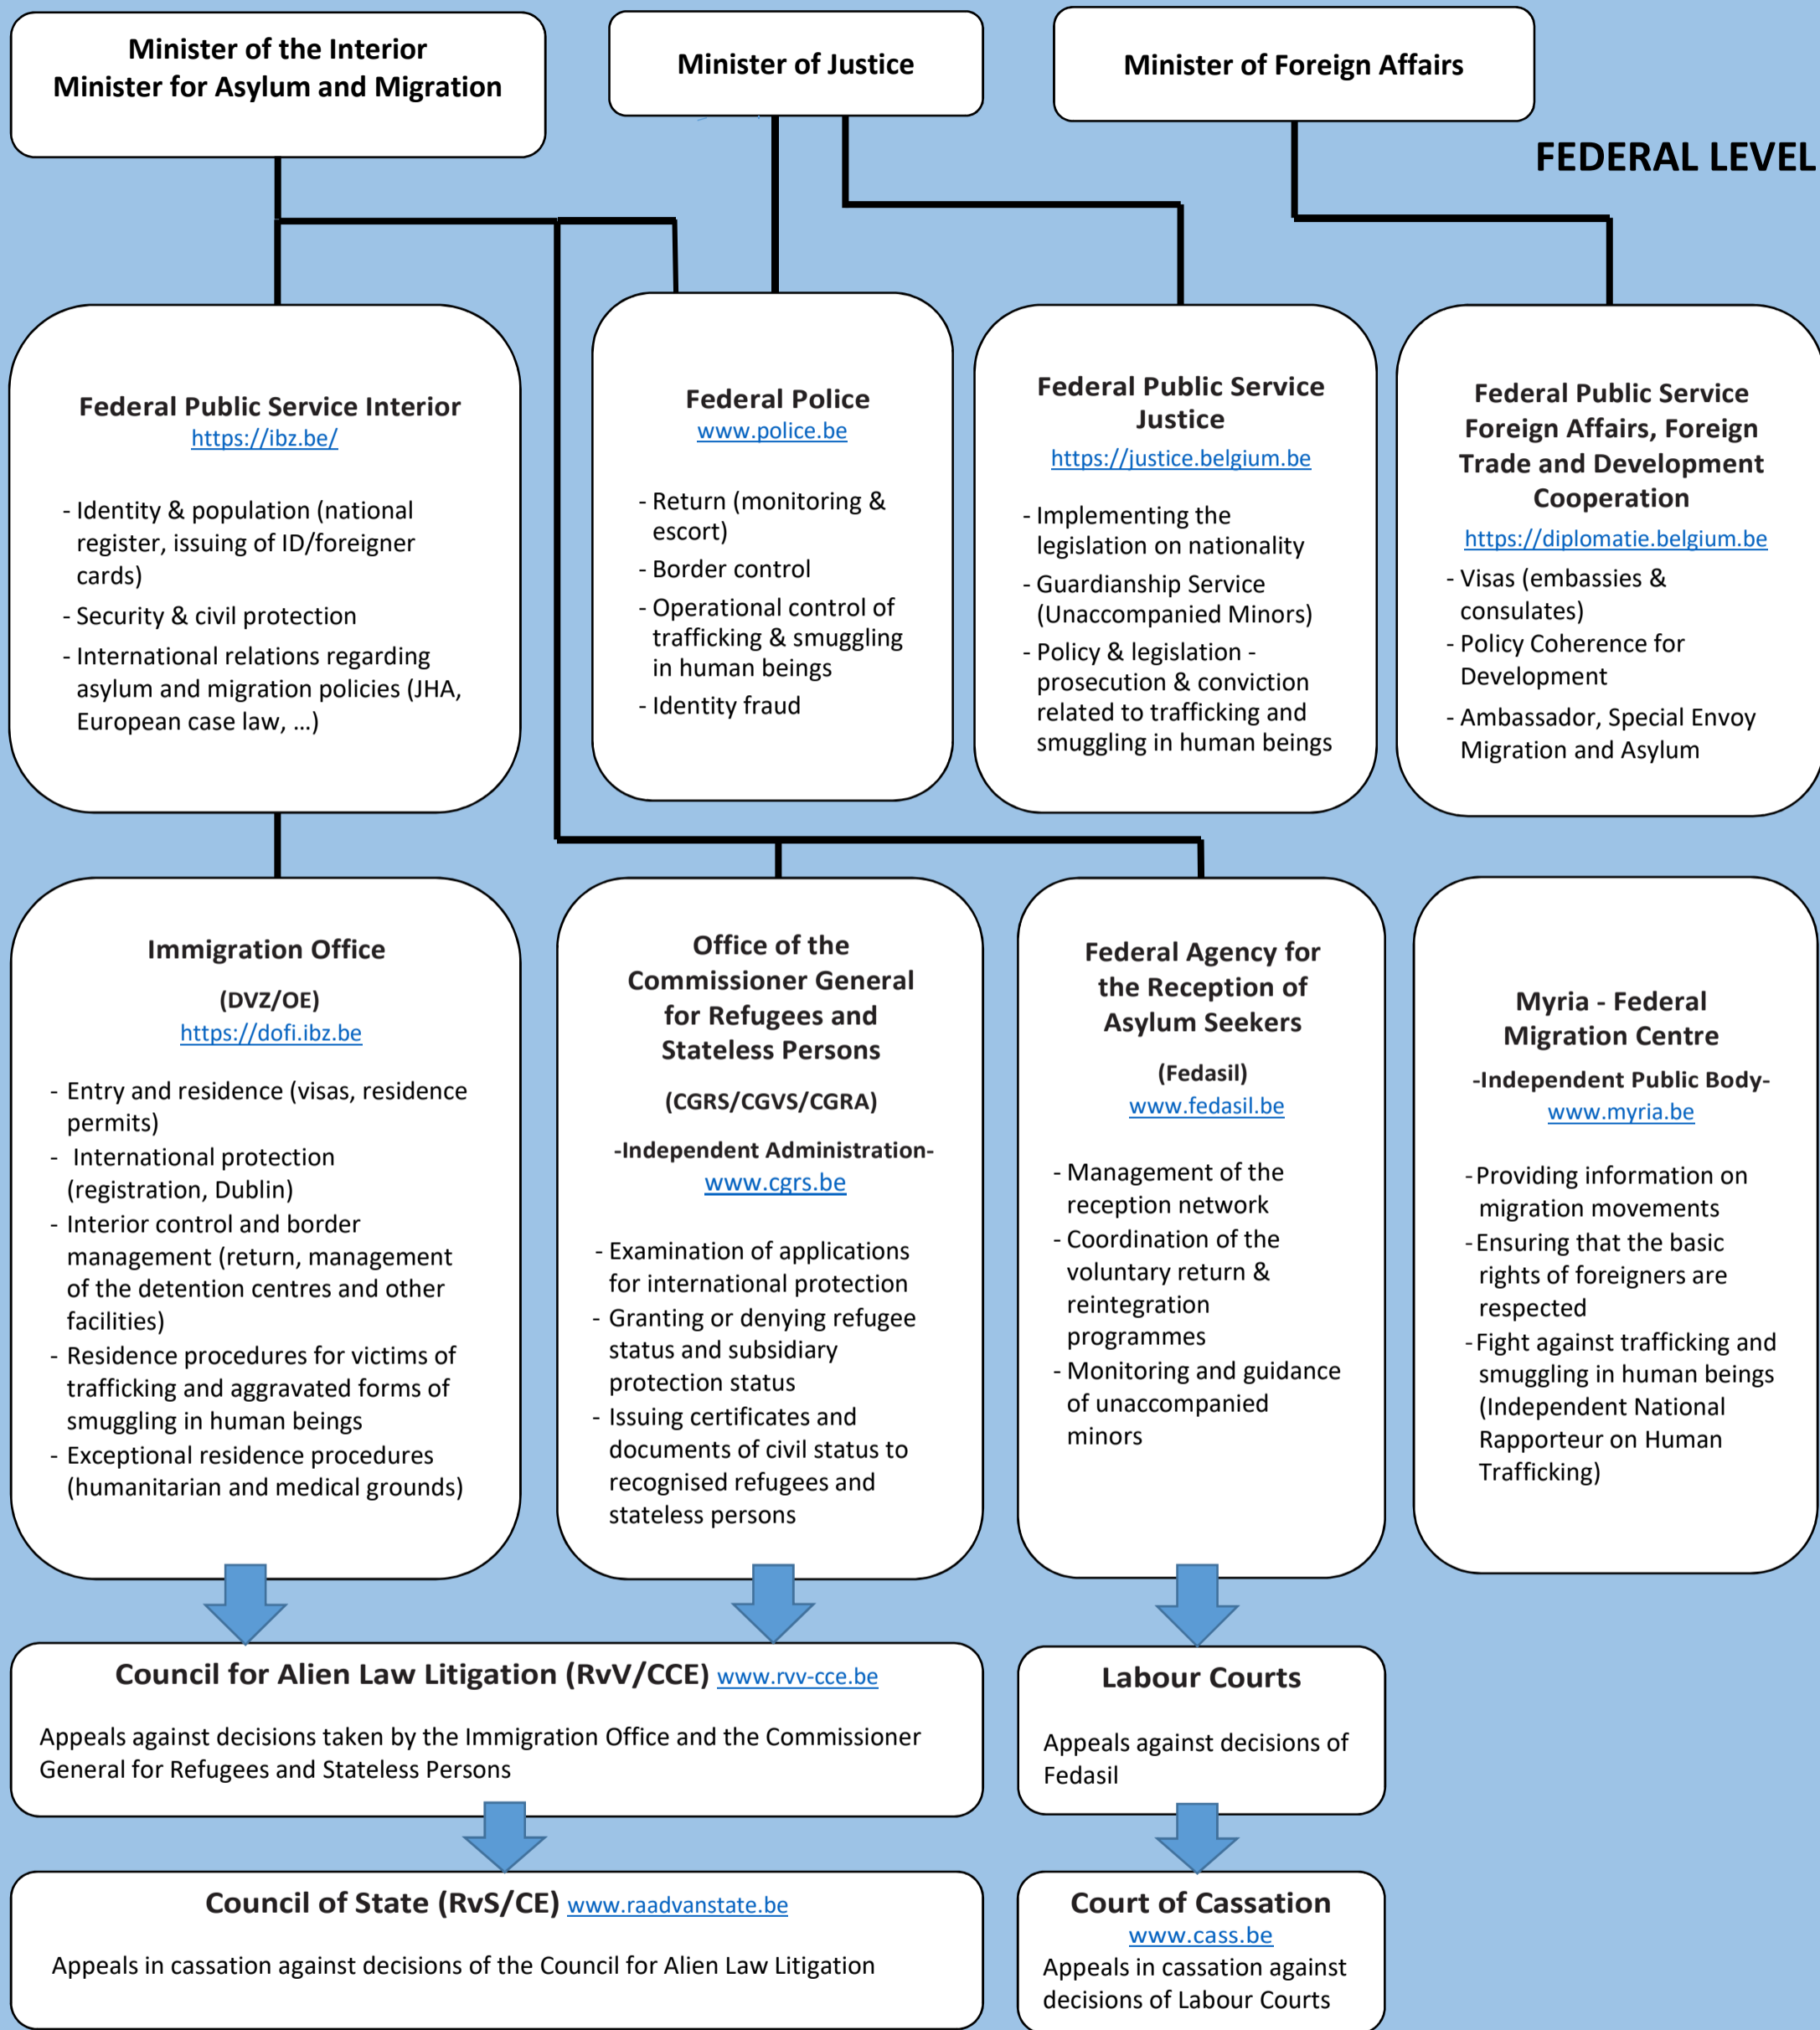 Minister of the Interior
Minister for Asylum and Migration
Minister of Justice
Minister of Foreign Affairs
FEDERAL LEVEL
Federal Public Service Interior
https://ibz.be/
- Identity & population (national
register, issuing of ID/foreigner
cards)
- Security & civil protection
- International relations regarding
asylum and migration policies (JHA,
European case law, ...)
Federal Police
www.police.be
- Return (monitoring &
escort)
- Border control
- Operational control of
trafficking & smuggling
in human beings
- Identity fraud
Federal Public Service
Justice
https://justice.belgium.be
- Implementing the
legislation on nationality
- Guardianship Service
(Unaccompanied Minors)
- Policy & legislation -
prosecution & conviction
related to trafficking and
smuggling in human beings
Federal Public Service
Foreign Affairs, Foreign
Trade and Development
Cooperation
https://diplomatie.belgium.be
- Visas (embassies &
consulates)
- Policy Coherence for
Development
- Ambassador, Special Envoy
Migration and Asylum
Immigration Office
(DVZ/OE)
https://dofi.ibz.be
- Entry and residence (visas, residence
permits)
- International protection
(registration, Dublin)
- Interior control and border
management (return, management
of the detention centres and other
facilities)
- Residence procedures for victims of
trafficking and aggravated forms of
smuggling in human beings
- Exceptional residence procedures
(humanitarian and medical grounds)
Office of the
Commissioner General
for Refugees and
Stateless Persons
(CGRS/CGVS/CGRA)
-Independent Administration-
www.cgrs.be
- Examination of applications
for international protection
- Granting or denying refugee
status and subsidiary
protection status
- Issuing certificates and
documents of civil status to
recognised refugees and
stateless persons
Federal Agency for
the Reception of
Asylum Seekers
(Fedasil)
www.fedasil.be
- Management of the
reception network
- Coordination of the
voluntary return &
reintegration
programmes
- Monitoring and guidance
of unaccompanied
minors
Myria - Federal
Migration Centre
-Independent Public Body-
www.myria.be
- Providing information on
migration movements
- Ensuring that the basic
rights of foreigners are
respected
- Fight against trafficking and
smuggling in human beings
(Independent National
Rapporteur on Human
Trafficking)
Council for Alien Law Litigation (RvV/CCE) www.rvv-cce.be
Appeals against decisions taken by the Immigration Office and the Commissioner
General for Refugees and Stateless Persons
Labour Courts
Appeals against decisions of
Fedasil
Council of State (RvS/CE) www.raadvanstate.be
Appeals in cassation against decisions of the Council for Alien Law Litigation
Court of Cassation
www.cass.be
Appeals in cassation against
decisions of Labour Courts